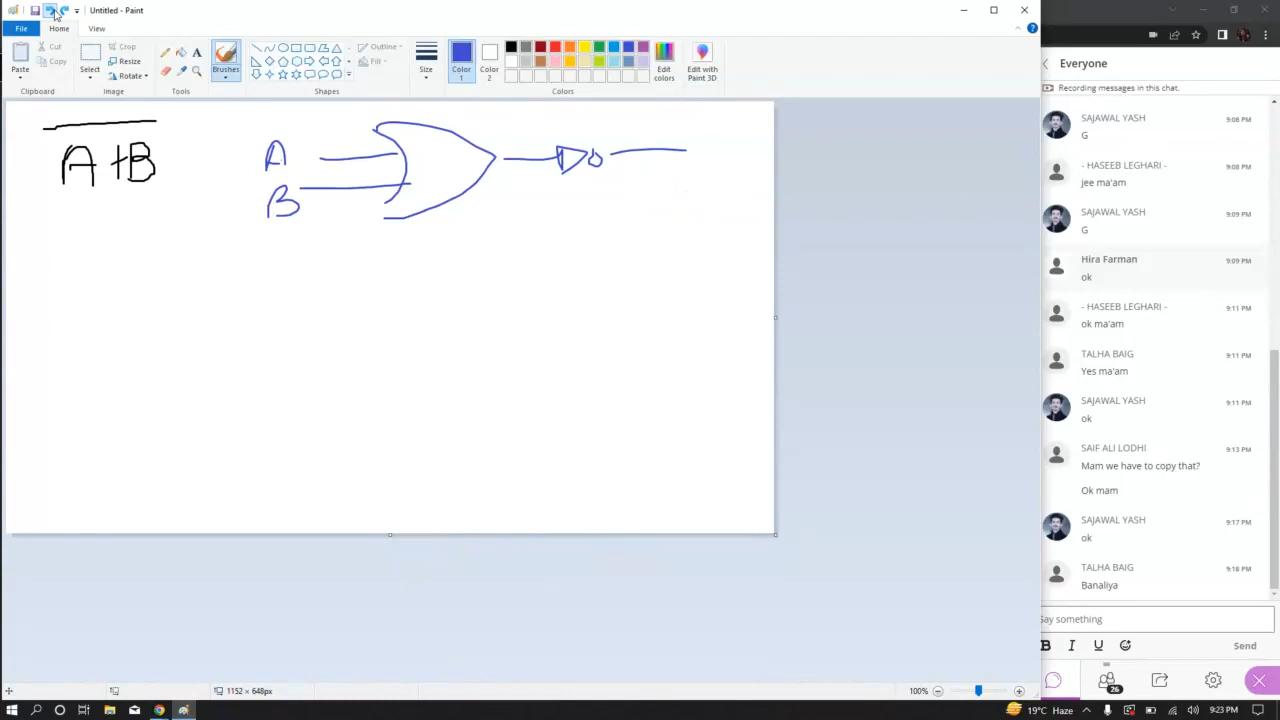 Untitled - Paint
File
Home
View
Paste
Cut
Copy
Clipboard
Select
Crop
Resize
Rotate
Image
Tools
Brushes
Shapes
Outline
Fill
Size
Color
1
Color
2
Edit
colors
Edit with
Paint 3D
Colors
A+B
A
B
100%
1152 × 648px
Everyone
Recording messages in this chat.
SAJAWAL YASH 9:08 PM
G
- HASEEB LEGHARI - 9:08 PM
jee ma'am
SAJAWAL YASH 9:09 PM
G
Hira Farman 9:09 PM
ok
- HASEEB LEGHARI - 9:11 PM
ok ma'am
TALHA BAIG 9:11 PM
Yes ma'am
SAJAWAL YASH 9:11 PM
ok
SAIF ALI LODHI 9:13 PM
Mam we have to copy that?
Ok mam
SAJAWAL YASH 9:17 PM
ok
TALHA BAIG 9:18 PM
Banaliya
Say something
B I U
Send
26
19°C Haze
9:23 PM